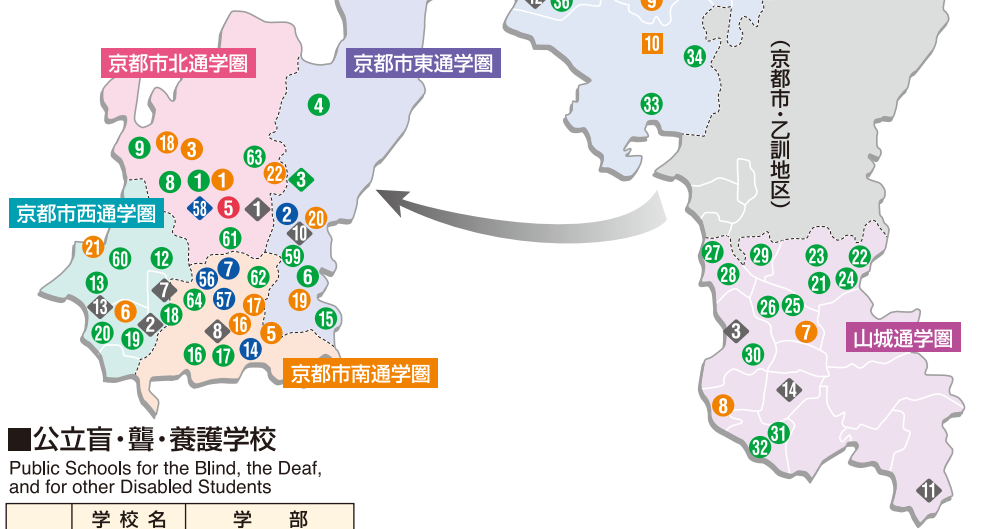 12 36 9
10
34
33
(京都市・乙訓地区)
京都市北通学圏
京都市東通学圏
4
9 18 3
63
22 3
8 1 1
58 5 1 2 20
10
京都市西通学圏
61
21 60 12
59
13 7 56 7 62 6
13 6 64 57 17 19
20 19 2 18 8 16 5 15
16 17 14
京都市南通学圏
27 29 23 22
28 21 24
26 25
3 7
山城通学圏
30
14
8
31
32
11
■公立盲・聾・養護学校
Public Schools for the Blind, the Deaf,
and for other Disabled Students
学校名 学部